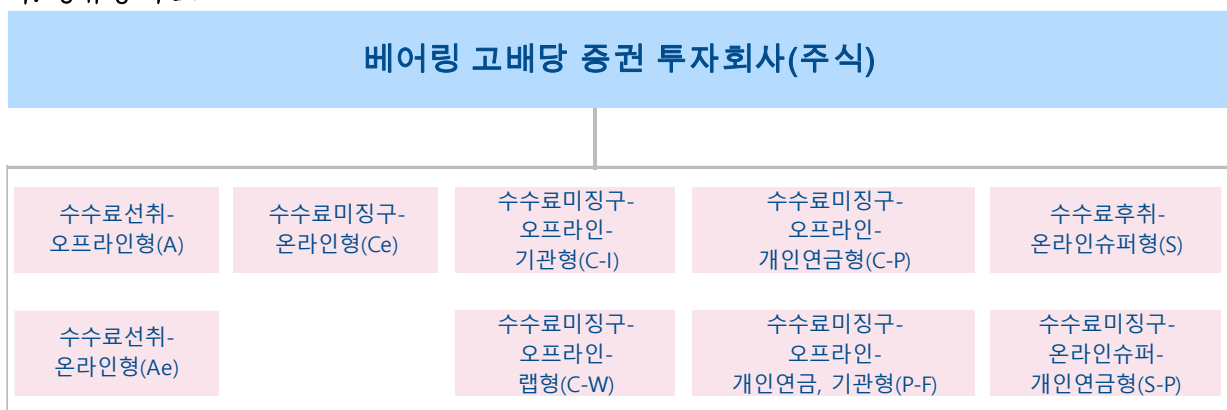 베어링 고배당 증권 투자회사(주식)
수수료선취-
오프라인형(A)
수수료미징구-
온라인형(Ce)
수수료미징구-
오프라인-
기관형(C-I)
수수료미징구-
오프라인-
개인연금형(C-P)
수수료후취-
온라인슈퍼형(S)
수수료선취-
온라인형(Ae)
수수료미징구-
오프라인-
랩형(C-W)
수수료미징구-
오프라인-
개인연금, 기관형(P-F)
수수료미징구-
온라인슈퍼-
개인연금형(S-P)